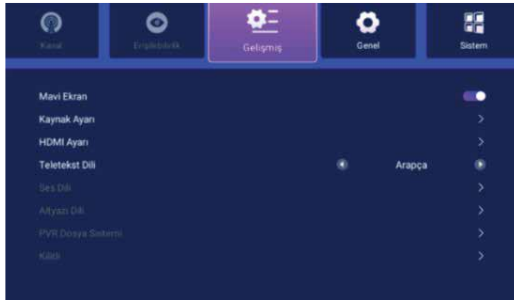 Kanal
Erişilebilirlik
Gelişmiş
Genel
Sistem
Mavi Ekran
Kaynak Ayarı
HDMI Ayarı
Teletekst Dili
Arapça
Ses Dili
Altyazı Dili
PVR Dosya Sistemi
Kilitli